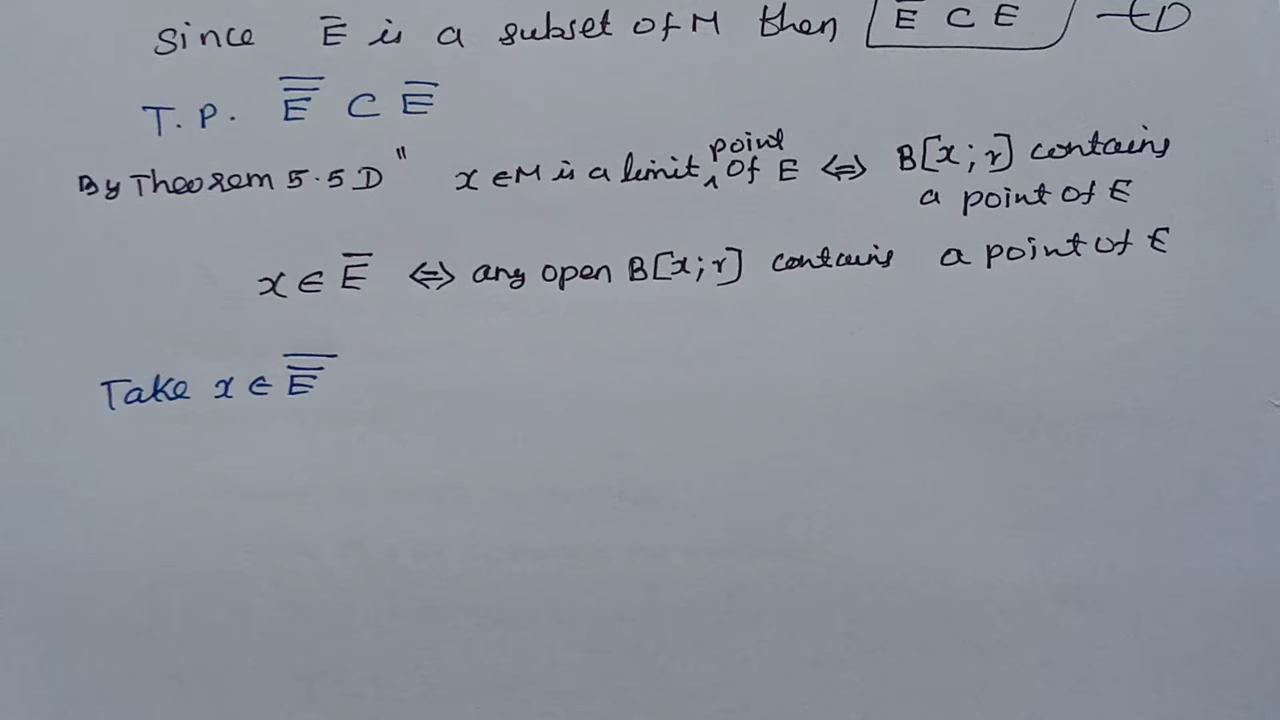 Since E̅ is a subset of M then E̅ ⊂ E —①
T.P. E̿ ⊂ E̅
By Theorem 5.5D " x ∈ M is a limit point of E ⇔ B[x;r] contains
a point of E
x ∈ E̅ ⇔ any open B[x;r] contains a point of E
Take x ∈ E̿